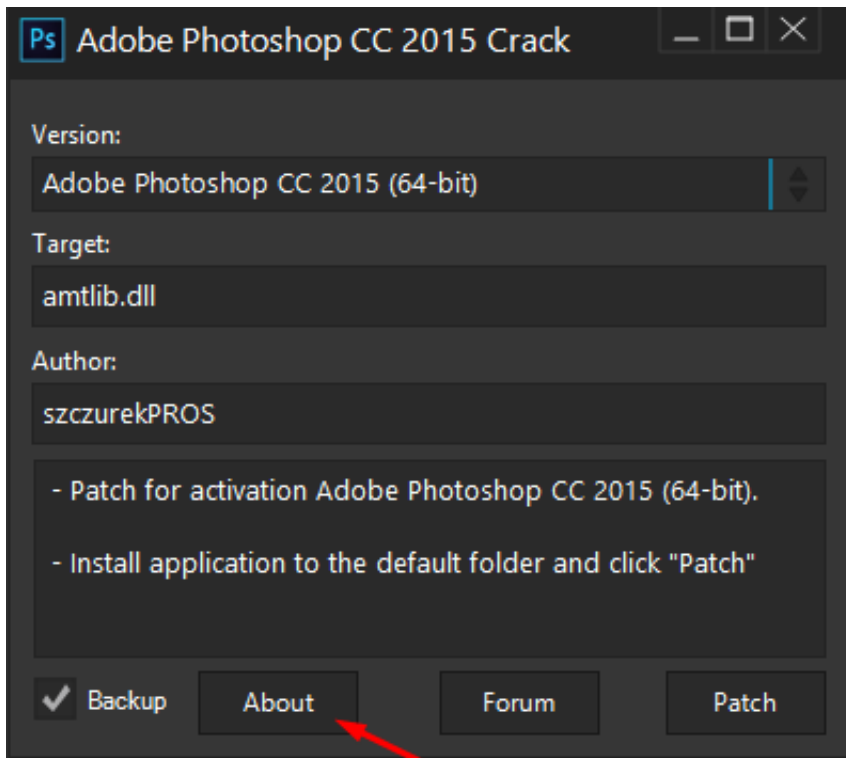 Ps Adobe Photoshop CC 2015 Crack
Version:
Adobe Photoshop CC 2015 (64-bit)
Target:
amtlib.dll
Author:
szczurekPROS
- Patch for activation Adobe Photoshop CC 2015 (64-bit).
- Install application to the default folder and click "Patch"
Backup About Forum Patch